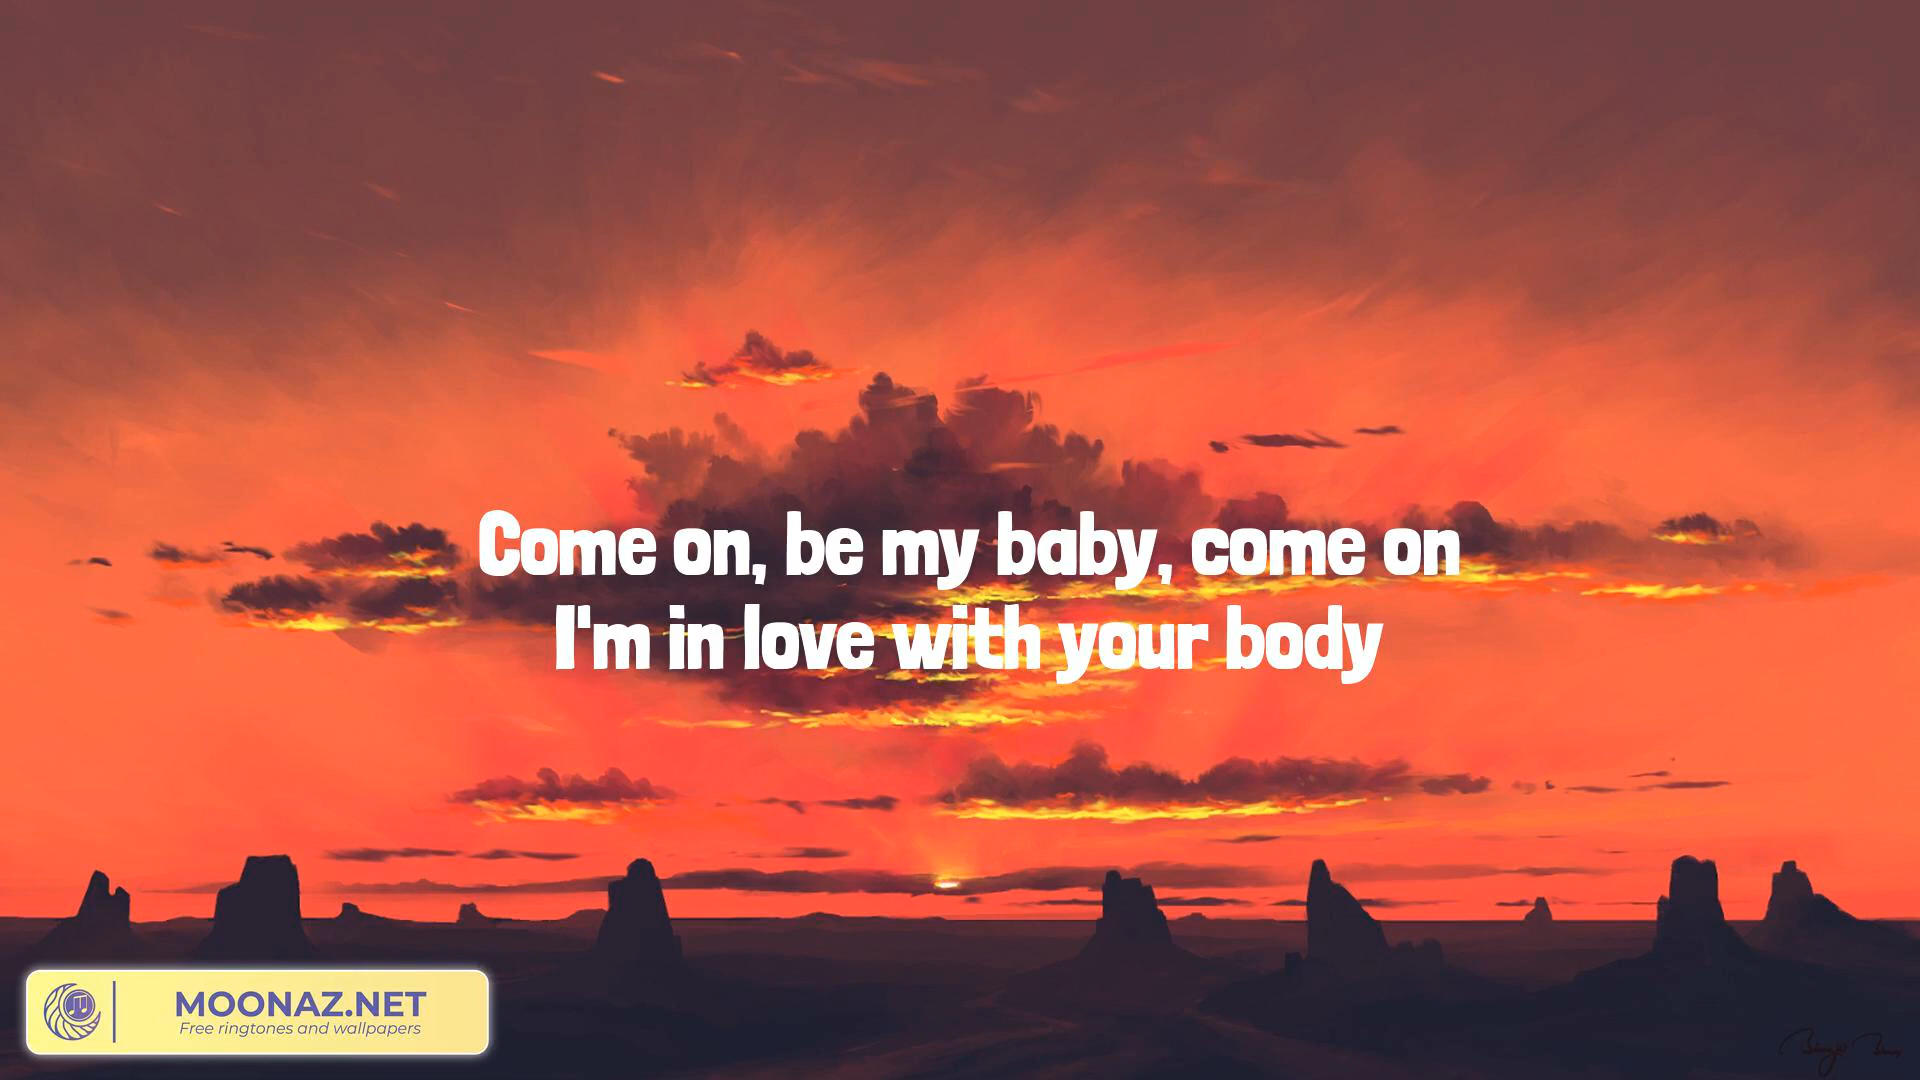 Come on, be my baby, come on
I'm in love with your body
MOONAZ.NET
Free ringtones and wallpapers